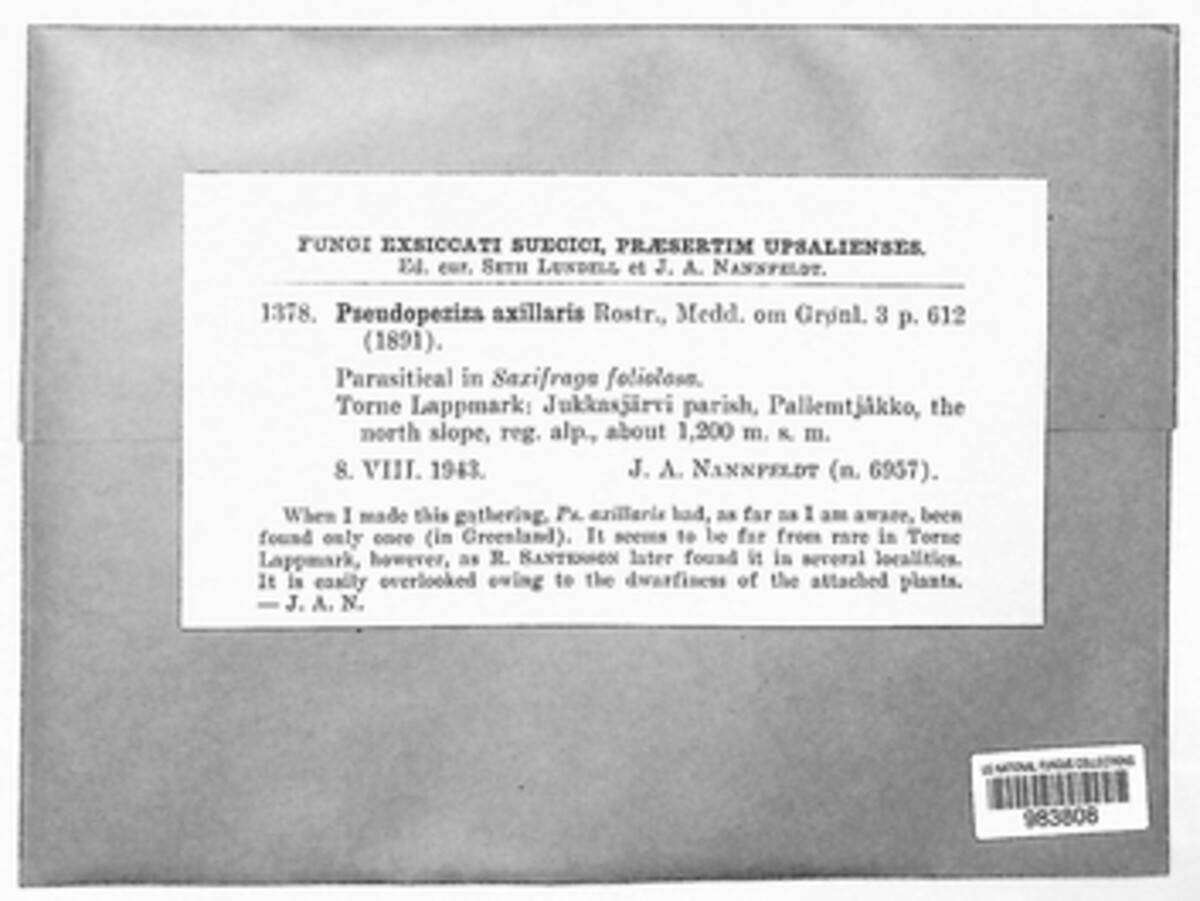 FUNGI EXSICCATI SUECICI, PRÆSERTIM UPSALIENSES.
Ed. cur. SETH LUNDELL et J. A. NANNFELDT.
1378. Pseudopeziza axillaris Rostr., Medd. om Grønl. 3 p. 612
(1891).
Parasitical in Saxifraga foliolosa.
Torne Lappmark: Jukkasjärvi parish, Pallemtjåkko, the
north slope, reg. alp., about 1,200 m. s. m.
8. VIII. 1943. J. A. NANNFELDT (n. 6957).
When I made this gathering, Ps. axillaris had, as far as I am aware, been
found only once (in Greenland). It seems to be far from rare in Torne
Lappmark, however, as R. SANTESSON later found it in several localities.
It is easily overlooked owing to the dwarfiness of the attached plants.
— J. A. N.
US NATIONAL FUNGUS COLLECTIONS
983808